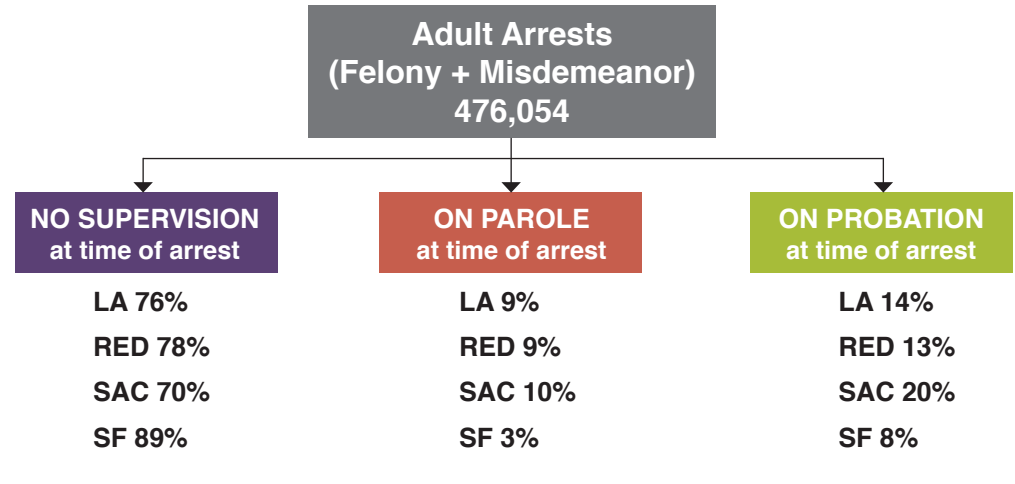 Adult Arrests
(Felony + Misdemeanor)
476,054
NO SUPERVISION
at time of arrest
LA 76%
RED 78%
SAC 70%
SF 89%
ON PAROLE
at time of arrest
LA 9%
RED 9%
SAC 10%
SF 3%
ON PROBATION
at time of arrest
LA 14%
RED 13%
SAC 20%
SF 8%